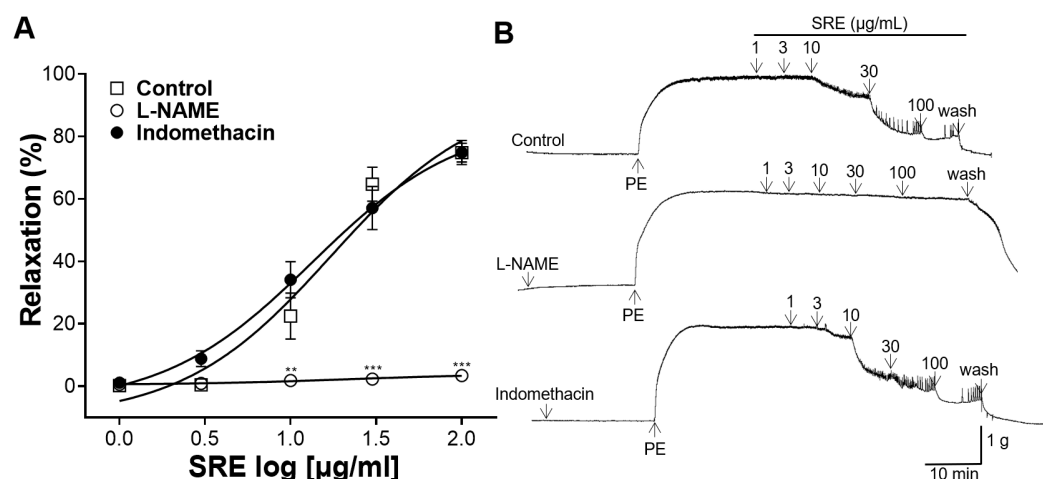 A
100
80
60
40
20
0
Relaxation (%)
Control
L-NAME
Indomethacin
**
***
***
0.0 0.5 1.0 1.5 2.0
SRE log [µg/ml]
B
SRE (µg/mL)
1 3 10 30 100 wash
Control
PE
1 3 10 30 100 wash
L-NAME
PE
1 3 10 30 100 wash
Indomethacin
PE
1 g
10 min